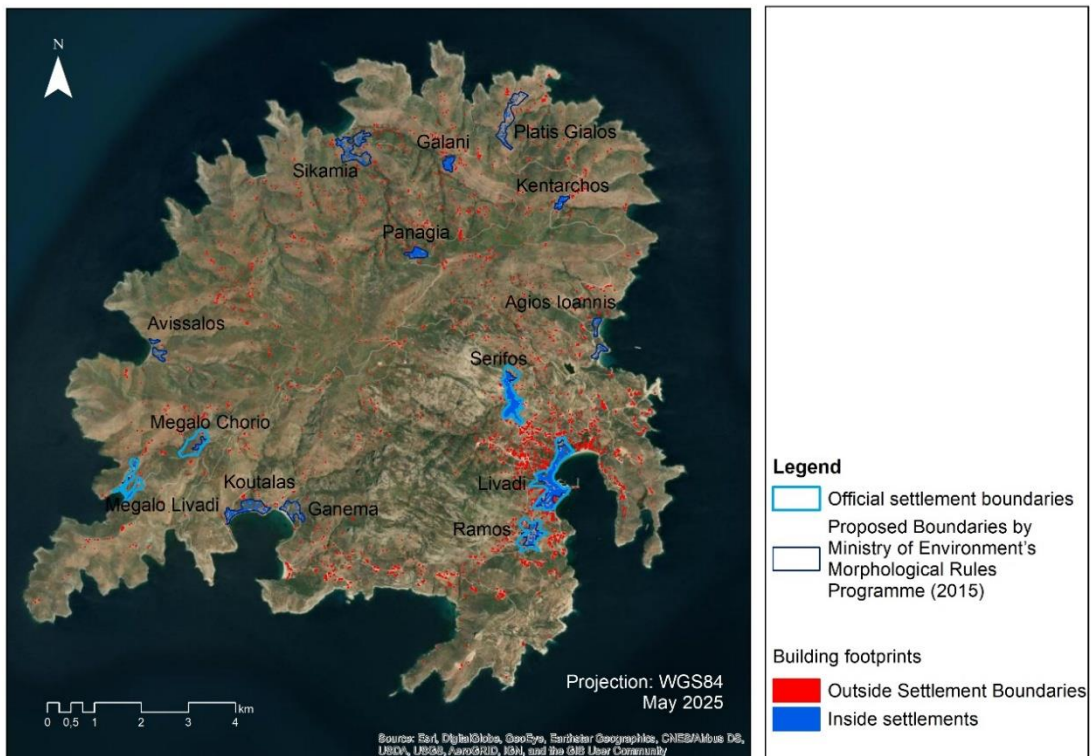 N
Platis Gialos
Galani
Sikamia
Kentarchos
Panagia
Agios Ioannis
Avissalos
Serifos
Megalo Chorio
Koutalas
Livadi
Megalo Livadi
Ganema
Ramos
Projection: WGS84
May 2025
km
0 0,5 1 2 3 4
Source: Esri, DigitalGlobe, GeoEye, Earthstar Geographics, CNES/Airbus DS,
USDA, USGS, AeroGRID, IGN, and the GIS User Community
Legend
Official settlement boundaries
Proposed Boundaries by
Ministry of Environment's
Morphological Rules
Programme (2015)
Building footprints
Outside Settlement Boundaries
Inside settlements